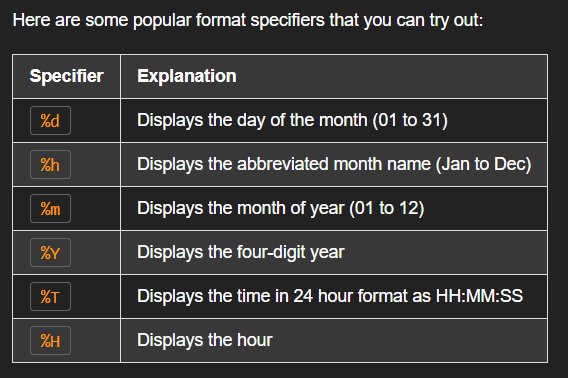 Here are some popular format specifiers that you can try out:
Specifier Explanation
%d Displays the day of the month (01 to 31)
%h Displays the abbreviated month name (Jan to Dec)
%m Displays the month of year (01 to 12)
%Y Displays the four-digit year
%T Displays the time in 24 hour format as HH:MM:SS
%H Displays the hour